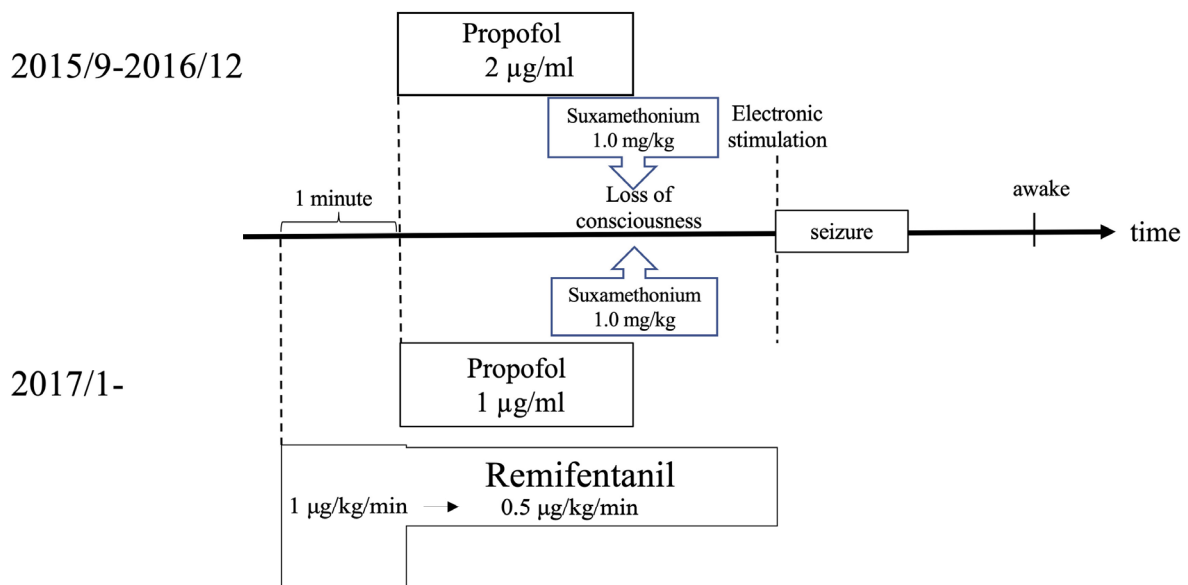 Propofol
2 µg/ml
2015/9-2016/12
Suxamethonium
1.0 mg/kg
Electronic
stimulation
1 minute
Loss of
consciousness
awake
seizure
time
Suxamethonium
1.0 mg/kg
Propofol
1 µg/ml
2017/1-
Remifentanil
1 µg/kg/min
0.5 µg/kg/min